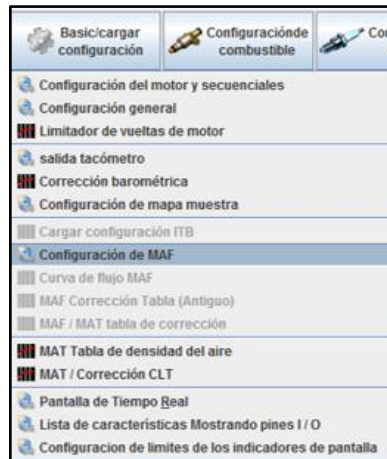 Basic/cargar
configuración
Configuraciónde
combustible
Co
Configuración del motor y secuenciales
Configuración general
Limitador de vueltas de motor
salida tacómetro
Corrección barométrica
Configuración de mapa muestra
Cargar configuración ITB
Configuración de MAF
Curva de flujo MAF
MAF Corrección Tabla (Antiguo)
MAF / MAT tabla de corrección
MAT Tabla de densidad del aire
MAT / Corrección CLT
Pantalla de Tiempo Real
Lista de características Mostrando pines I / O
Configuracion de limites de los indicadores de pantalla